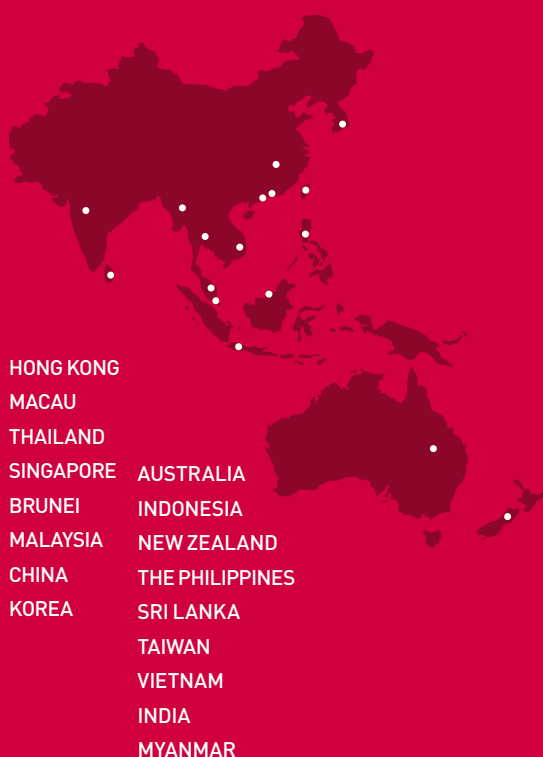 HONG KONG
MACAU
THAILAND
SINGAPORE
BRUNEI
MALAYSIA
CHINA
KOREA
AUSTRALIA
INDONESIA
NEW ZEALAND
THE PHILIPPINES
SRI LANKA
TAIWAN
VIETNAM
INDIA
MYANMAR